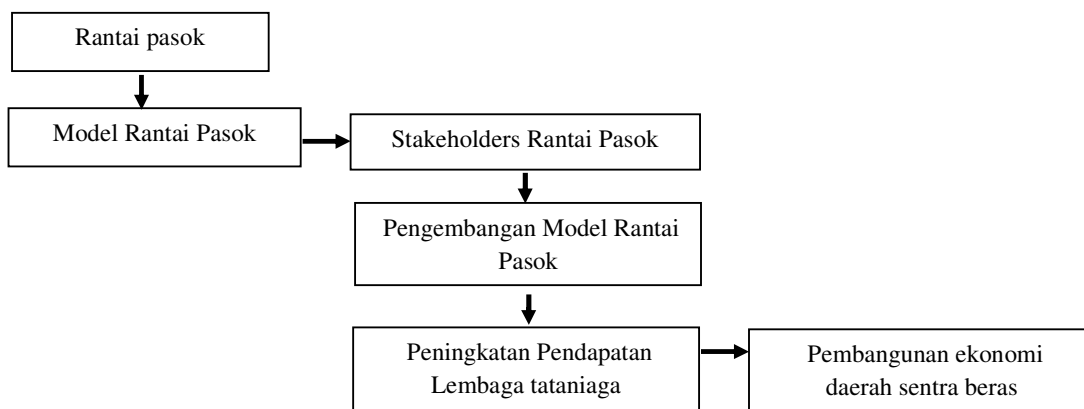 Rantai pasok
Model Rantai Pasok
Stakeholders Rantai Pasok
Pengembangan Model Rantai
Pasok
Peningkatan Pendapatan
Lembaga tataniaga
Pembangunan ekonomi
daerah sentra beras